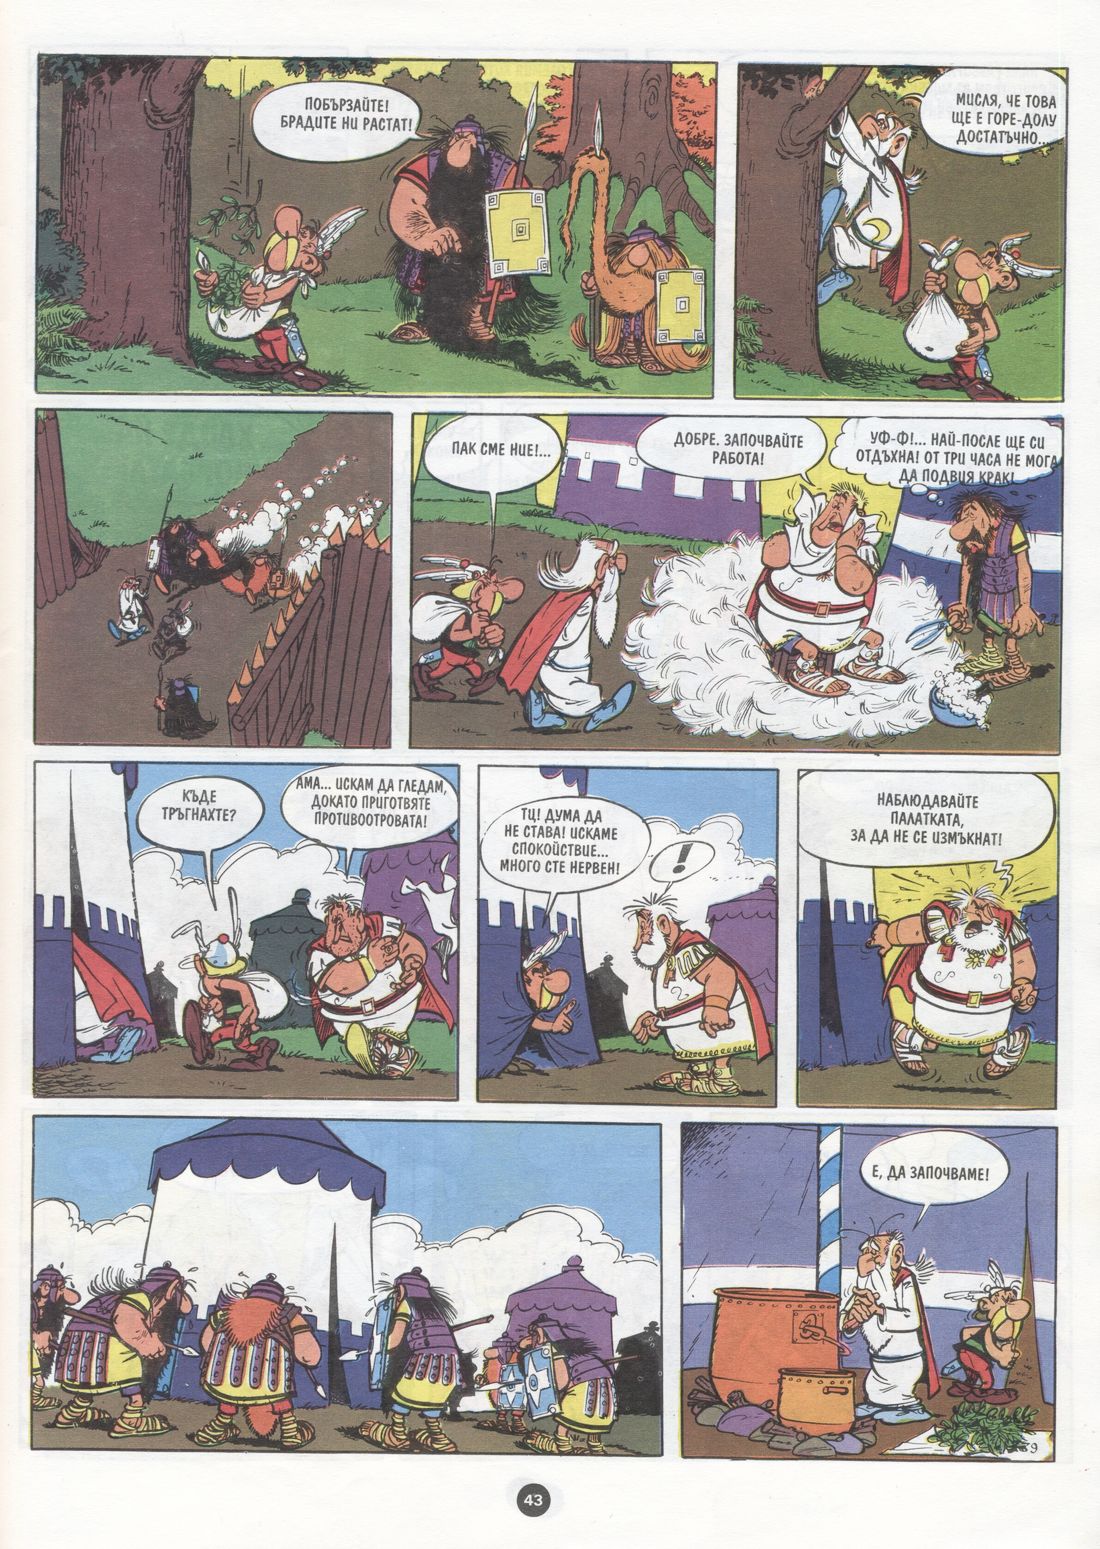 ПОБЪРЗАЙТЕ!
БРАДИТЕ НИ РАСТАТ!
МИСЛЯ, ЧЕ ТОВА
ЩЕ Е ГОРЕ-ДОЛУ
ДОСТАТЪЧНО...
ПАК СМЕ НИЕ!...
ДОБРЕ. ЗАПОЧВАЙТЕ
РАБОТА!
УФ-Ф!... НАЙ-ПОСЛЕ ЩЕ СИ
ОТДЪХНА! ОТ ТРИ ЧАСА НЕ МОГА
ДА ПОДВИЯ КРАК!
КЪДЕ
ТРЪГНАХТЕ?
АМА... ИСКАМ ДА ГЛЕДАМ,
ДОКАТО ПРИГОТВЯТЕ
ПРОТИВООТРОВАТА!
ТЦ! ДУМА ДА
НЕ СТАВА! ИСКАМЕ
СПОКОЙСТВИЕ...
МНОГО СТЕ НЕРВЕН!
!
НАБЛЮДАВАЙТЕ
ПАЛАТКАТА,
ЗА ДА НЕ СЕ ИЗМЪКНАТ!
Е, ДА ЗАПОЧВАМЕ!
43